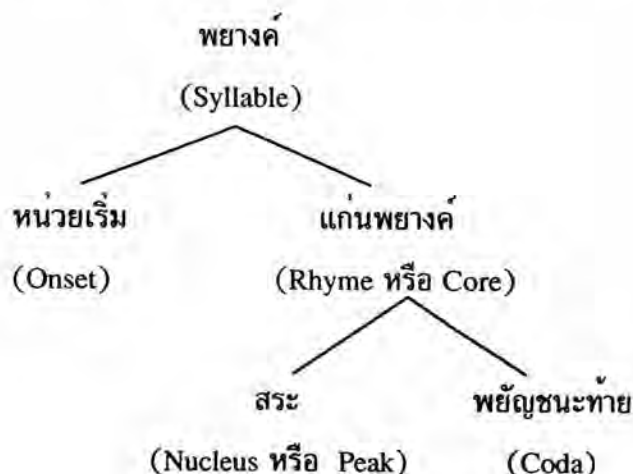 พยางค์
(Syllable)
หน่วยเริ่ม แก่นพยางค์
(Onset) (Rhyme หรือ Core)
สระ พยัญชนะท้าย
(Nucleus หรือ Peak) (Coda)